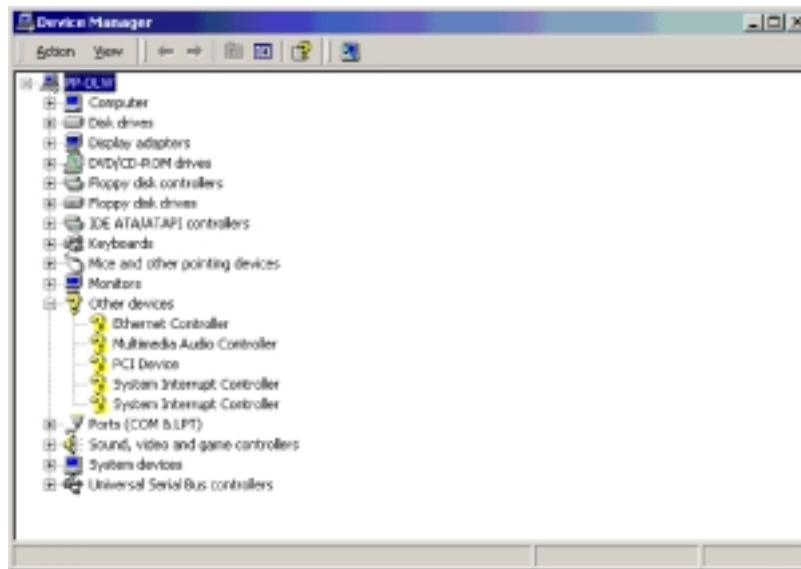 Device Manager
Action View
Computer
Disk drives
Display adapters
DVD/CD-ROM drives
Floppy disk controllers
Floppy disk drives
IDE ATA/ATAPI controllers
Keyboards
Mice and other pointing devices
Monitors
Other devices
Ethernet Controller
Multimedia Audio Controller
PCI Device
System Interrupt Controller
System Interrupt Controller
Ports (COM & LPT)
Sound, video and game controllers
System devices
Universal Serial Bus controllers